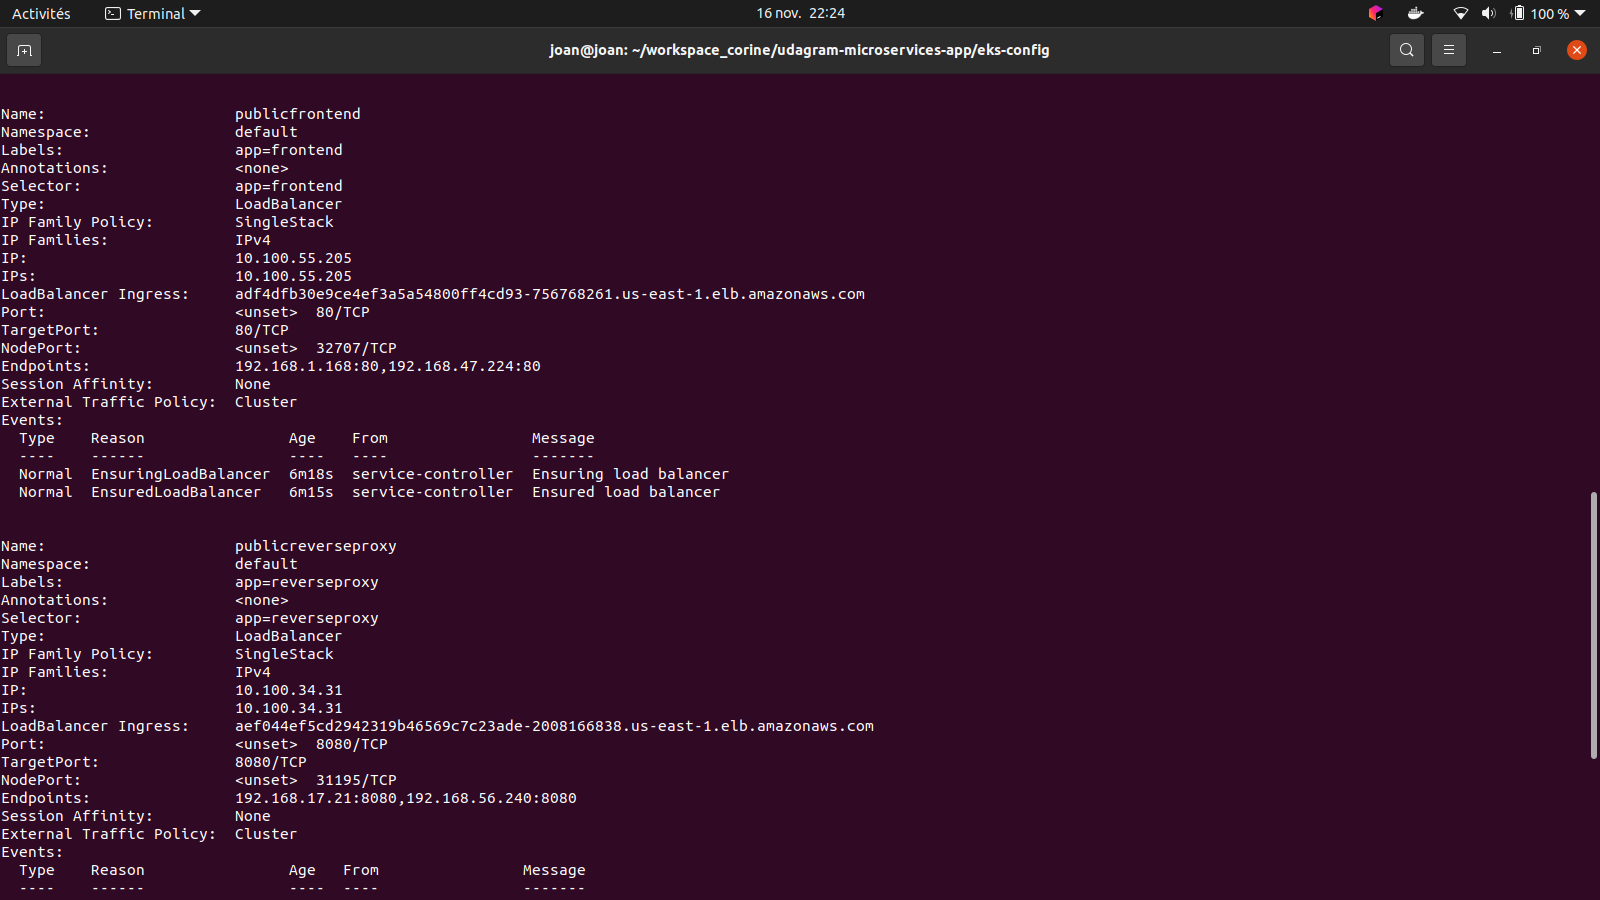 Activités Terminal 16 nov. 22:24 100 %
joan@joan: ~/workspace_corine/udagram-microservices-app/eks-config
Name: publicfrontend
Namespace: default
Labels: app=frontend
Annotations: <none>
Selector: app=frontend
Type: LoadBalancer
IP Family Policy: SingleStack
IP Families: IPv4
IP: 10.100.55.205
IPs: 10.100.55.205
LoadBalancer Ingress: adf4dfb30e9ce4ef3a5a54800ff4cd93-756768261.us-east-1.elb.amazonaws.com
Port: <unset> 80/TCP
TargetPort: 80/TCP
NodePort: <unset> 32707/TCP
Endpoints: 192.168.1.168:80,192.168.47.224:80
Session Affinity: None
External Traffic Policy: Cluster
Events:
Type Reason Age From Message
---- ------ ---- ---- -------
Normal EnsuringLoadBalancer 6m18s service-controller Ensuring load balancer
Normal EnsuredLoadBalancer 6m15s service-controller Ensured load balancer
Name: publicreverseproxy
Namespace: default
Labels: app=reverseproxy
Annotations: <none>
Selector: app=reverseproxy
Type: LoadBalancer
IP Family Policy: SingleStack
IP Families: IPv4
IP: 10.100.34.31
IPs: 10.100.34.31
LoadBalancer Ingress: aef044ef5cd2942319b46569c7c23ade-2008166838.us-east-1.elb.amazonaws.com
Port: <unset> 8080/TCP
TargetPort: 8080/TCP
NodePort: <unset> 31195/TCP
Endpoints: 192.168.17.21:8080,192.168.56.240:8080
Session Affinity: None
External Traffic Policy: Cluster
Events:
Type Reason Age From Message
---- ------ ---- ---- -------